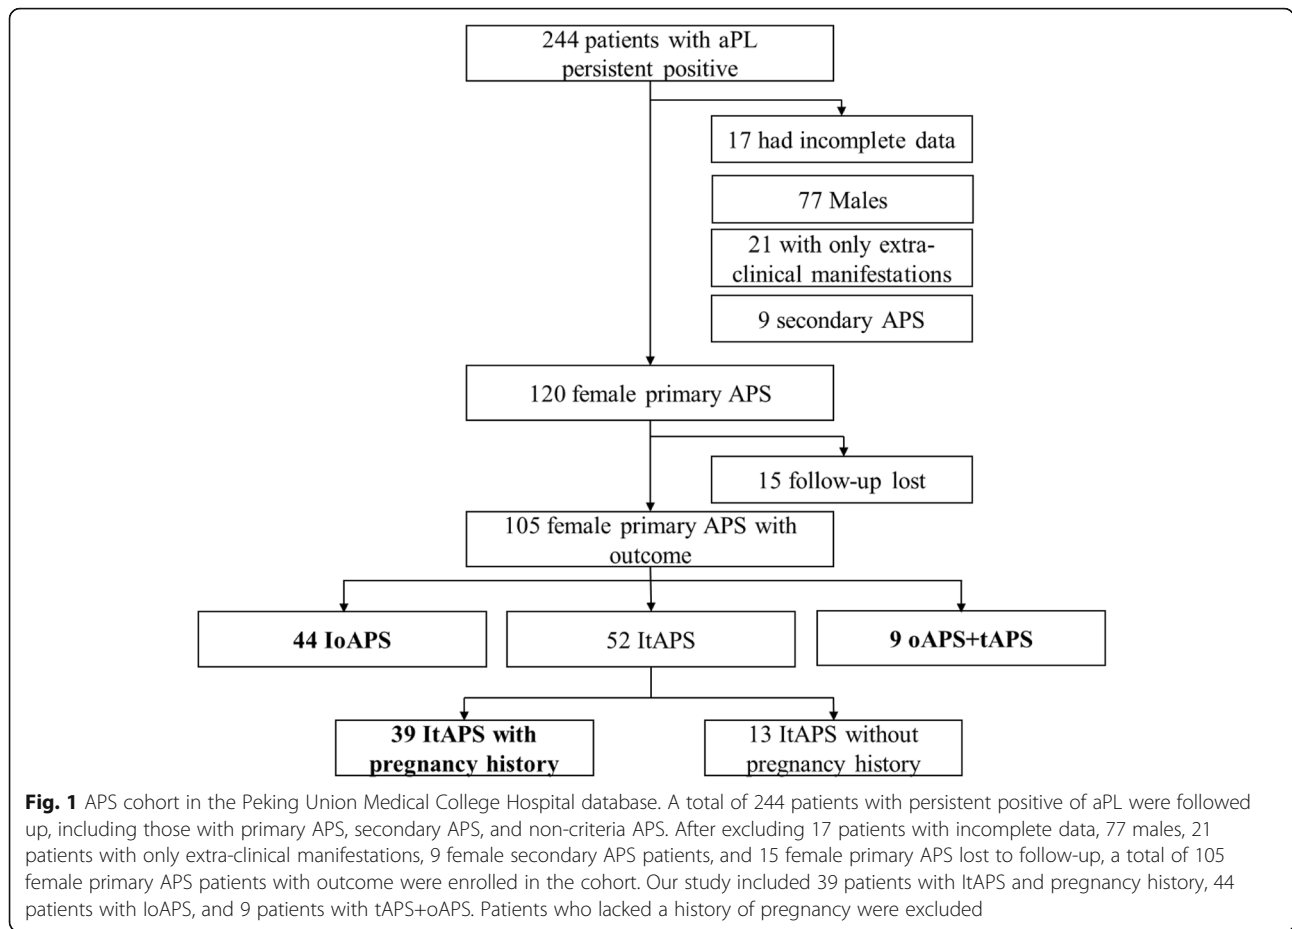 244 patients with aPL
persistent positive
17 had incomplete data
77 Males
21 with only extra-
clinical manifestations
9 secondary APS
120 female primary APS
15 follow-up lost
105 female primary APS with
outcome
44 IoAPS
52 ItAPS
9 oAPS+tAPS
39 ItAPS with
pregnancy history
13 ItAPS without
pregnancy history
Fig. 1 APS cohort in the Peking Union Medical College Hospital database. A total of 244 patients with persistent positive of aPL were followed
up, including those with primary APS, secondary APS, and non-criteria APS. After excluding 17 patients with incomplete data, 77 males, 21
patients with only extra-clinical manifestations, 9 female secondary APS patients, and 15 female primary APS lost to follow-up, a total of 105
female primary APS patients with outcome were enrolled in the cohort. Our study included 39 patients with ItAPS and pregnancy history, 44
patients with IoAPS, and 9 patients with tAPS+oAPS. Patients who lacked a history of pregnancy were excluded